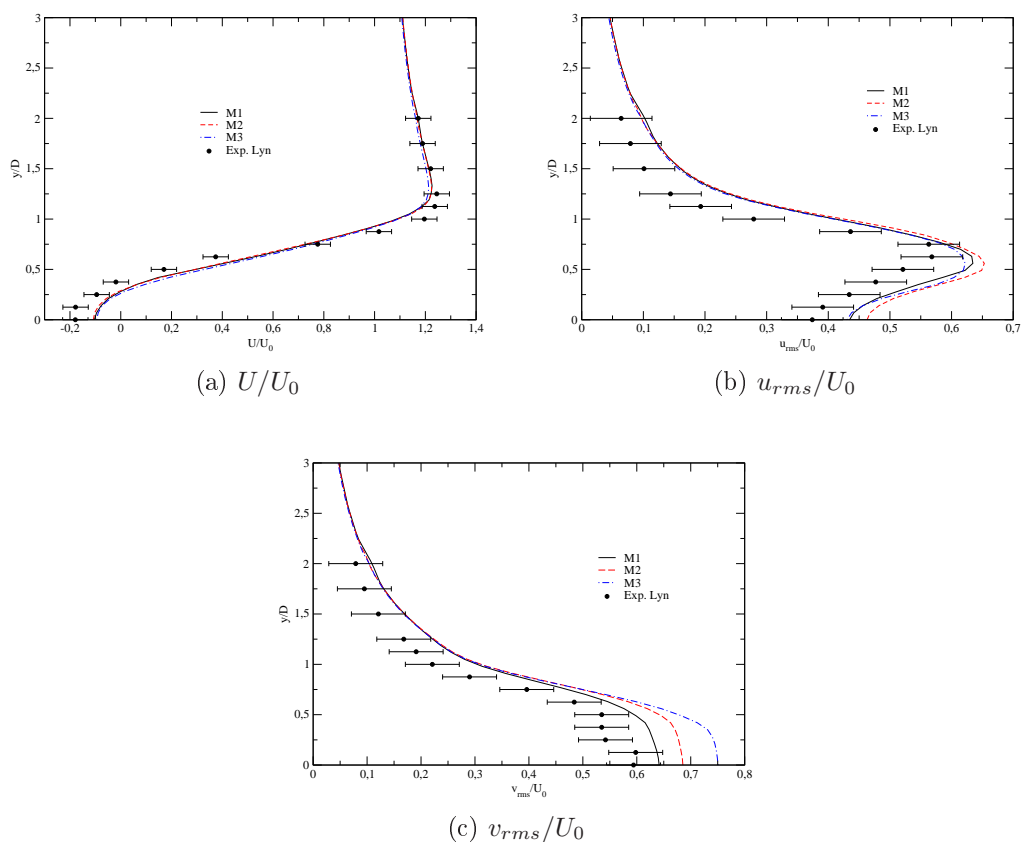 3
2,5
2
1,5
1
0,5
0
y/D
-0,2
0
0,2
0,4
0,6
0,8
1
1,2
1,4
U/U0
M1
M2
M3
Exp. Lyn
(a) U/U0
3
2,5
2
1,5
1
0,5
0
y/D
0
0,1
0,2
0,3
0,4
0,5
0,6
0,7
urms/U0
M1
M2
M3
Exp. Lyn
(b) urms/U0
3
2,5
2
1,5
1
0,5
0
y/D
0
0,1
0,2
0,3
0,4
0,5
0,6
0,7
0,8
vrms/U0
M1
M2
M3
Exp. Lyn
(c) vrms/U0